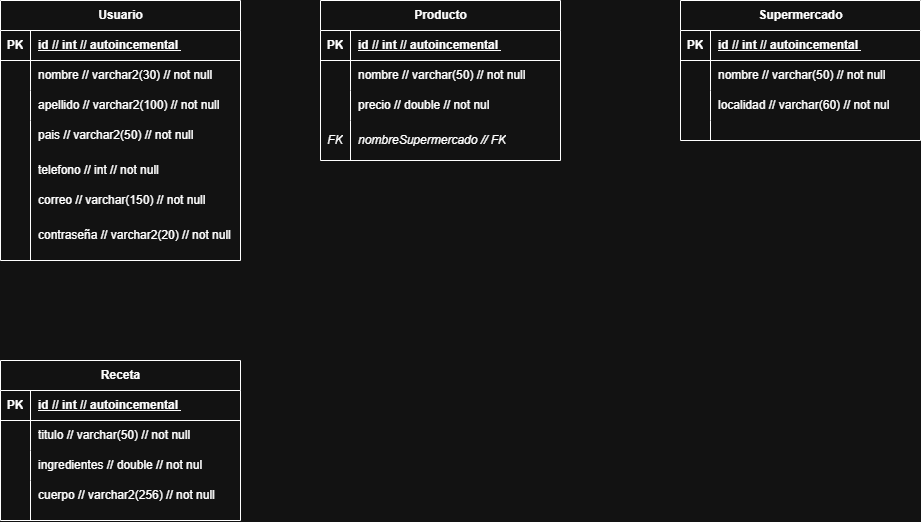 Usuario
PK id // int // autoincemental
nombre // varchar2(30) // not null
apellido // varchar2(100) // not null
pais // varchar2(50) // not null
telefono // int // not null
correo // varchar(150) // not null
contraseña // varchar2(20) // not null
Producto
PK id // int // autoincemental
nombre // varchar(50) // not null
precio // double // not nul
FK nombreSupermercado // FK
Supermercado
PK id // int // autoincemental
nombre // varchar(50) // not null
localidad // varchar(60) // not nul
Receta
PK id // int // autoincemental
titulo // varchar(50) // not null
ingredientes // double // not nul
cuerpo // varchar2(256) // not null